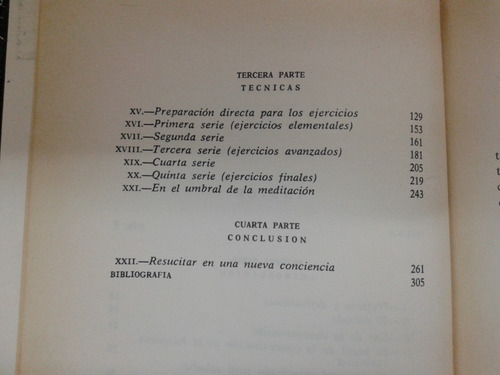 TERCERA PARTE
TECNICAS
XV.—Preparación directa para los ejercicios 129
XVI.—Primera serie (ejercicios elementales) 153
XVII.—Segunda serie 161
XVIII.—Tercera serie (ejercicios avanzados) 181
XIX.—Cuarta serie 205
XX.—Quinta serie (ejercicios finales) 219
XXI.—En el umbral de la meditación 243
CUARTA PARTE
CONCLUSION
XXII.—Resucitar en una nueva conciencia 261
BIBLIOGRAFIA 305